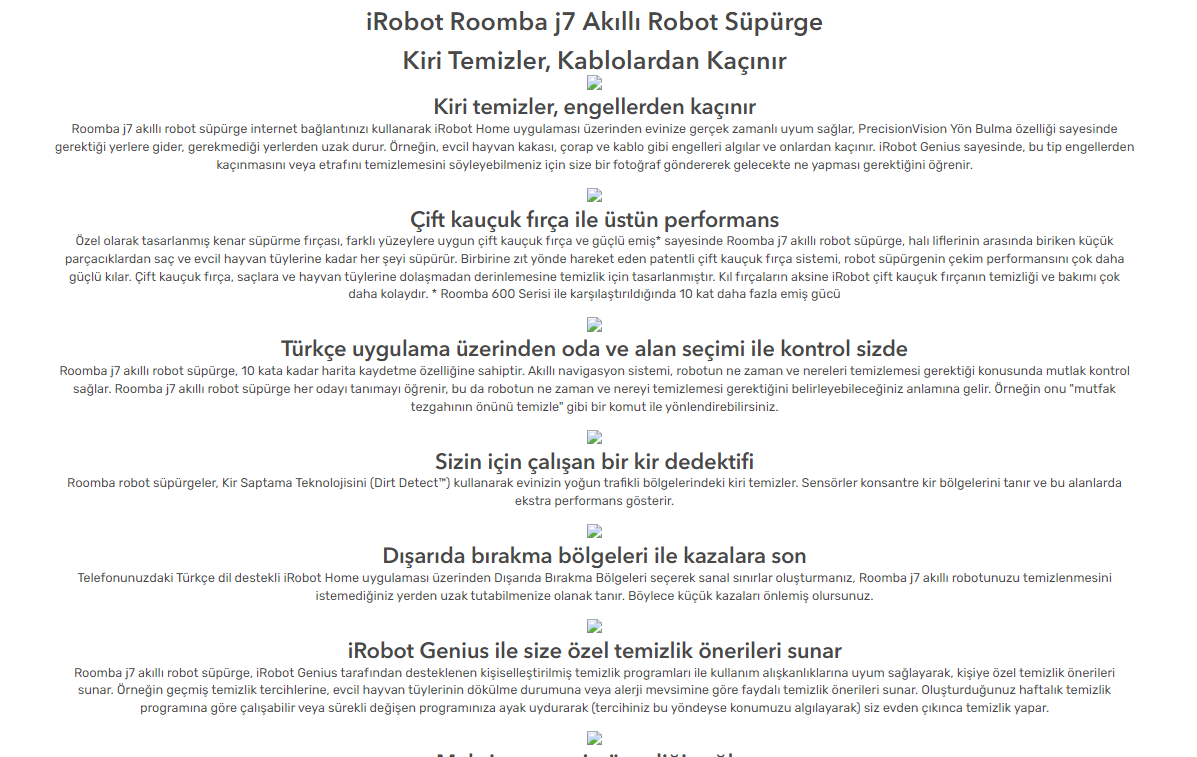 iRobot Roomba j7 Akıllı Robot Süpürge
Kiri Temizler, Kablolardan Kaçınır
Kiri temizler, engellerden kaçınır
Roomba j7 akıllı robot süpürge internet bağlantınızı kullanarak iRobot Home uygulaması üzerinden evinize gerçek zamanlı uyum sağlar, PrecisionVision Yön Bulma özelliği sayesinde
gerektiği yerlere gider, gerekmediği yerlerden uzak durur. Örneğin, evcil hayvan kakası, çorap ve kablo gibi engelleri algılar ve onlardan kaçınır. iRobot Genius sayesinde, bu tip engellerden
kaçınmasını veya etrafını temizlemesini söyleyebilmeniz için size bir fotoğraf göndererek gelecekte ne yapması gerektiğini öğrenir.
Çift kauçuk fırça ile üstün performans
Özel olarak tasarlanmış kenar süpürme fırçası, farklı yüzeylere uygun çift kauçuk fırça ve güçlü emiş* sayesinde Roomba j7 akıllı robot süpürge, halı liflerinin arasında biriken küçük
parçacıklardan saç ve evcil hayvan tüylerine kadar her şeyi süpürür. Birbirine zıt yönde hareket eden patentli çift kauçuk fırça sistemi, robot süpürgenin çekim performansını çok daha
güçlü kılar. Çift kauçuk fırça, saçlara ve hayvan tüylerine dolaşmadan derinlemesine temizlik için tasarlanmıştır. Kıl fırçaların aksine iRobot çift kauçuk fırçanın temizliği ve bakımı çok
daha kolaydır. * Roomba 600 Serisi ile karşılaştırıldığında 10 kat daha fazla emiş gücü
Türkçe uygulama üzerinden oda ve alan seçimi ile kontrol sizde
Roomba j7 akıllı robot süpürge, 10 kata kadar harita kaydetme özelliğine sahiptir. Akıllı navigasyon sistemi, robotun ne zaman ve nereleri temizlemesi gerektiği konusunda mutlak kontrol
sağlar. Roomba j7 akıllı robot süpürge her odayı tanımayı öğrenir, bu da robotun ne zaman ve nereyi temizlemesi gerektiğini belirleyebileceğiniz anlamına gelir. Örneğin onu "mutfak
tezgahının önünü temizle" gibi bir komut ile yönlendirebilirsiniz.
Sizin için çalışan bir kir dedektifi
Roomba robot süpürgeler, Kir Saptama Teknolojisini (Dirt Detect™) kullanarak evinizin yoğun trafikli bölgelerindeki kiri temizler. Sensörler konsantre kir bölgelerini tanır ve bu alanlarda
ekstra performans gösterir.
Dışarıda bırakma bölgeleri ile kazalara son
Telefonunuzdaki Türkçe dil destekli iRobot Home uygulaması üzerinden Dışarıda Bırakma Bölgeleri seçerek sanal sınırlar oluşturmanız, Roomba j7 akıllı robotunuzu temizlenmesini
istemediğiniz yerden uzak tutabilmenize olanak tanır. Böylece küçük kazaları önlemiş olursunuz.
iRobot Genius ile size özel temizlik önerileri sunar
Roomba j7 akıllı robot süpürge, iRobot Genius tarafından desteklenen kişiselleştirilmiş temizlik programları ile kullanım alışkanlıklarına uyum sağlayarak, kişiye özel temizlik önerileri
sunar. Örneğin geçmiş temizlik tercihlerine, evcil hayvan tüylerinin dökülme durumuna veya alerji mevsimine göre faydalı temizlik önerileri sunar. Oluşturduğunuz haftalık temizlik
programına göre çalışabilir veya sürekli değişen programınıza ayak uydurarak (tercihiniz bu yöndeyse konumuzu algılayarak) siz evden çıkınca temizlik yapar.